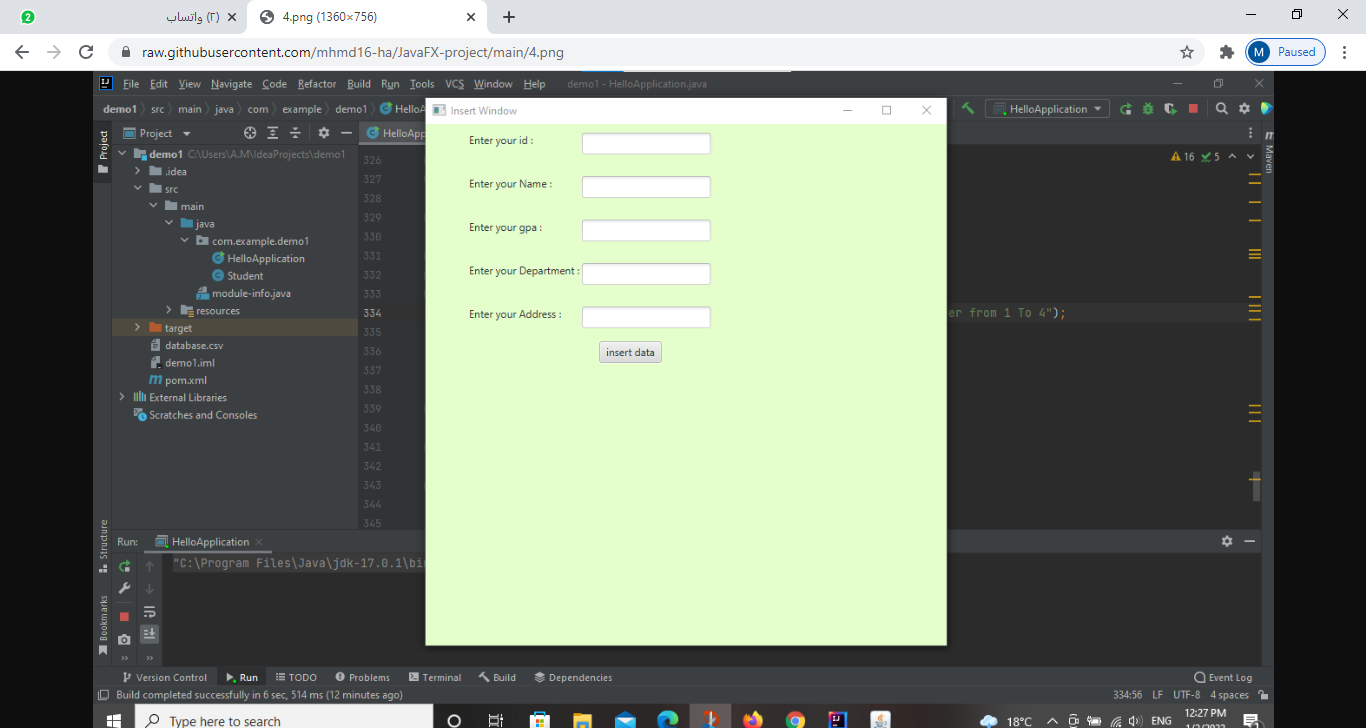 2
(٢) واتساب
4.png (1360×756)
raw.githubusercontent.com/mhmd16-ha/JavaFX-project/main/4.png
M Paused
File Edit View Navigate Code Refactor Build Run Tools VCS Window Help demo1 - HelloApplication.java
demo1 src main java com example demo1 HelloA
HelloApplication
Insert Window
Project
Project
HelloApp
Maven
16 5
demo1 C:\Users\A.M\IdeaProjects\demo1
.idea
src
main
java
com.example.demo1
HelloApplication
Student
module-info.java
resources
target
database.csv
demo1.iml
pom.xml
External Libraries
Scratches and Consoles
326
327
328
329
330
331
332
333
334
335
336
337
338
339
340
341
342
343
344
345
er from 1 To 4");
Enter your id :
Enter your Name :
Enter your gpa :
Enter your Department :
Enter your Address :
insert data
Structure
Bookmarks
Run: HelloApplication
"C:\Program Files\Java\jdk-17.0.1\bi
Version Control Run TODO Problems Terminal Build Dependencies Event Log
Build completed successfully in 6 sec, 514 ms (12 minutes ago)
334:56 LF UTF-8 4 spaces
Type here to search
18°C
ENG
12:27 PM